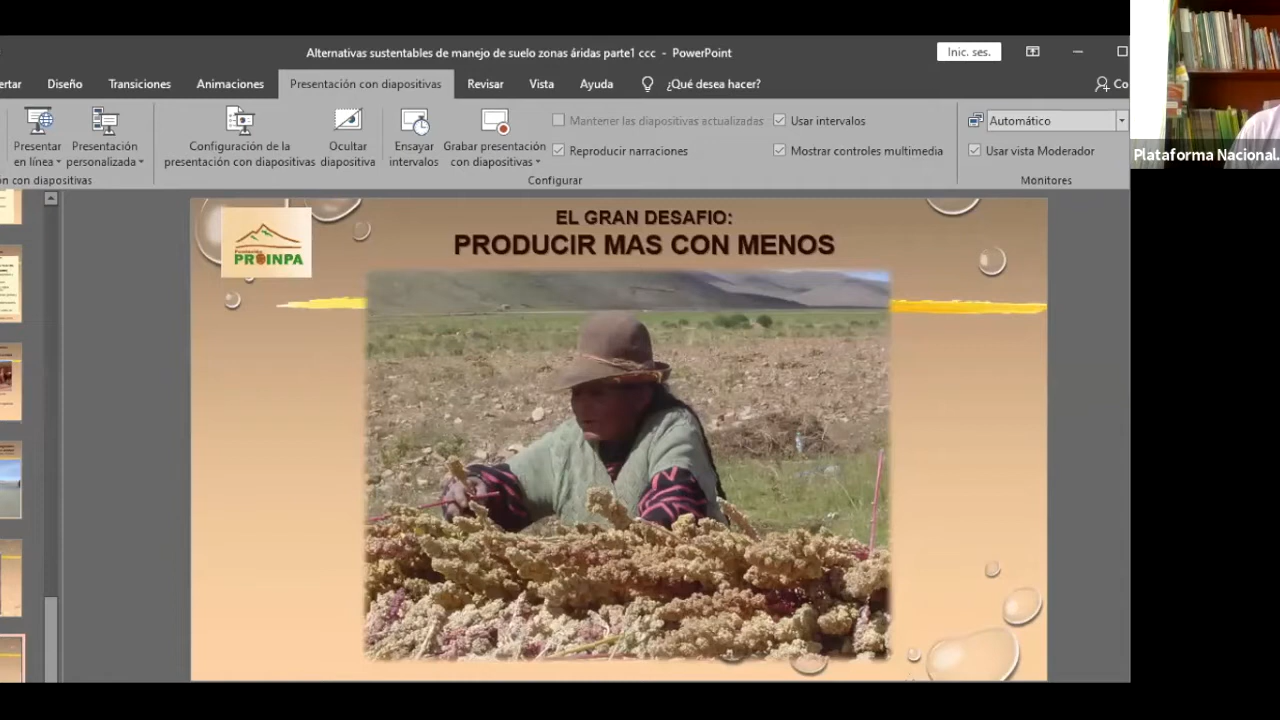 Alternativas sustentables de manejo de suelo zonas áridas parte1 ccc - PowerPoint
Inic. ses.
ertar Diseño Transiciones Animaciones Presentación con diapositivas Revisar Vista Ayuda ¿Qué desea hacer? Co
Presentar en línea
Presentación personalizada
Configuración de la presentación con diapositivas
Ocultar diapositiva
Ensayar intervalos
Grabar presentación con diapositivas
Mantener las diapositivas actualizadas
Reproducir narraciones
Usar intervalos
Mostrar controles multimedia
Automático
Usar vista Moderador
ón con diapositivas
Configurar
Monitores
Plataforma Nacional.
EL GRAN DESAFIO:
PRODUCIR MAS CON MENOS
Fundación
PROINPA